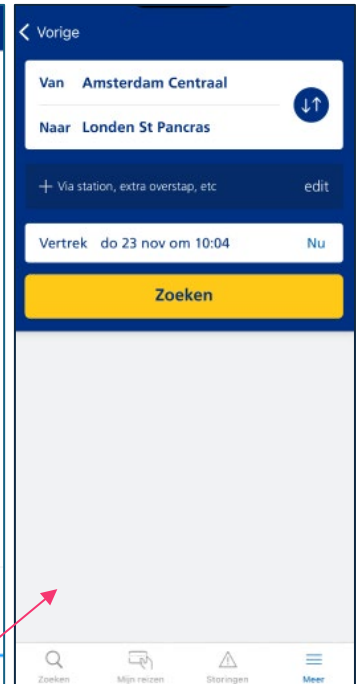 Vorige
Van Amsterdam Centraal
Naar Londen St Pancras
+ Via station, extra overstap, etc edit
Vertrek do 23 nov om 10:04 Nu
Zoeken
Zoeken Mijn reizen Storingen Meer